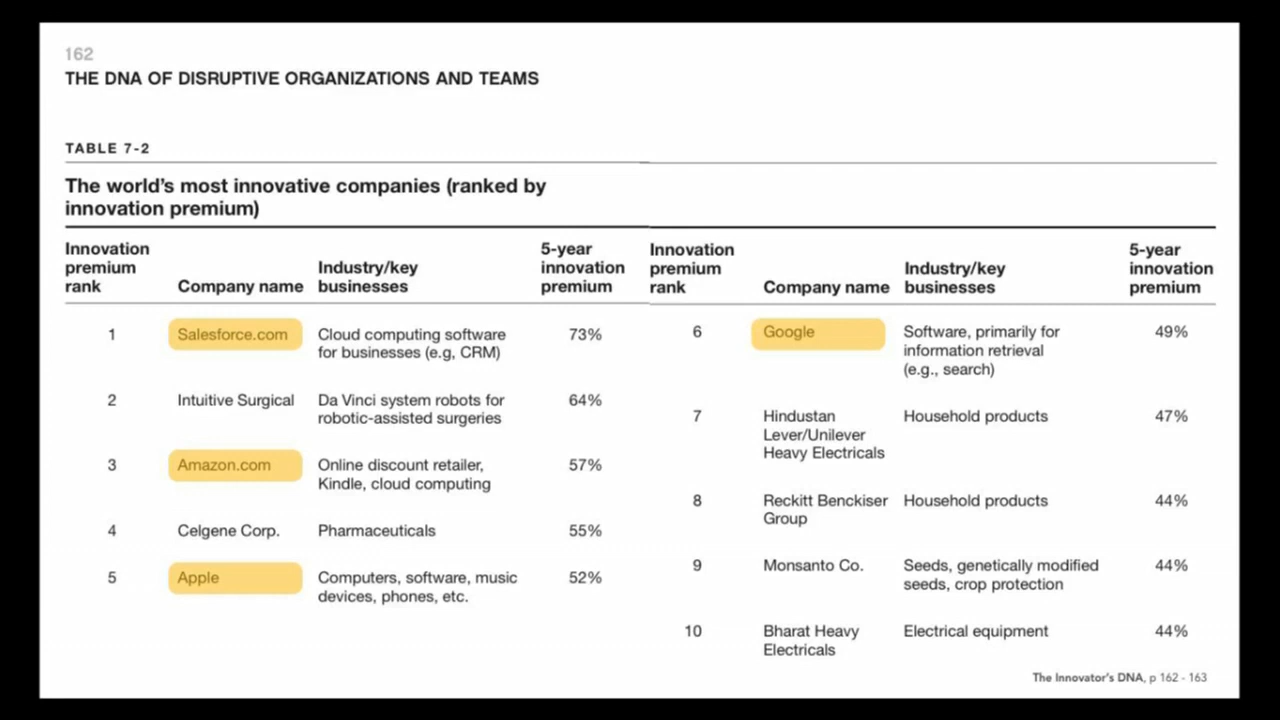 162
THE DNA OF DISRUPTIVE ORGANIZATIONS AND TEAMS
TABLE 7-2
The world's most innovative companies (ranked by
innovation premium)
Innovation
premium
rank
Company name
Industry/key
businesses
5-year
innovation
premium
1 Salesforce.com Cloud computing software 73%
for businesses (e.g, CRM)
2 Intuitive Surgical Da Vinci system robots for 64%
robotic-assisted surgeries
3 Amazon.com Online discount retailer, 57%
Kindle, cloud computing
4 Celgene Corp. Pharmaceuticals 55%
5 Apple Computers, software, music 52%
devices, phones, etc.
Innovation
premium
rank
Company name
Industry/key
businesses
5-year
innovation
premium
6 Google Software, primarily for 49%
information retrieval
(e.g., search)
7 Hindustan Household products 47%
Lever/Unilever
Heavy Electricals
8 Reckitt Benckiser Household products 44%
Group
9 Monsanto Co. Seeds, genetically modified 44%
seeds, crop protection
10 Bharat Heavy Electrical equipment 44%
Electricals
The Innovator's DNA, p 162 - 163